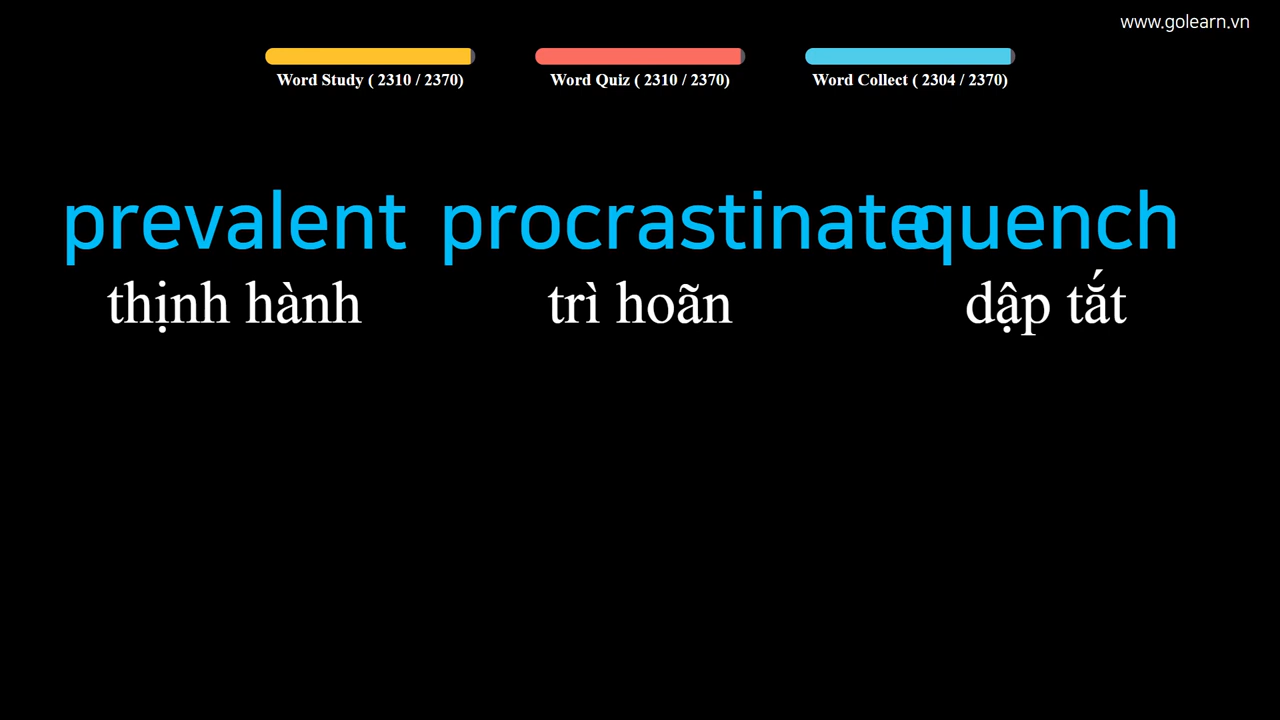 www.golearn.vn
Word Study ( 2310 / 2370) Word Quiz ( 2310 / 2370) Word Collect ( 2304 / 2370)
prevalent procrastinate quench
thịnh hành trì hoãn dập tắt